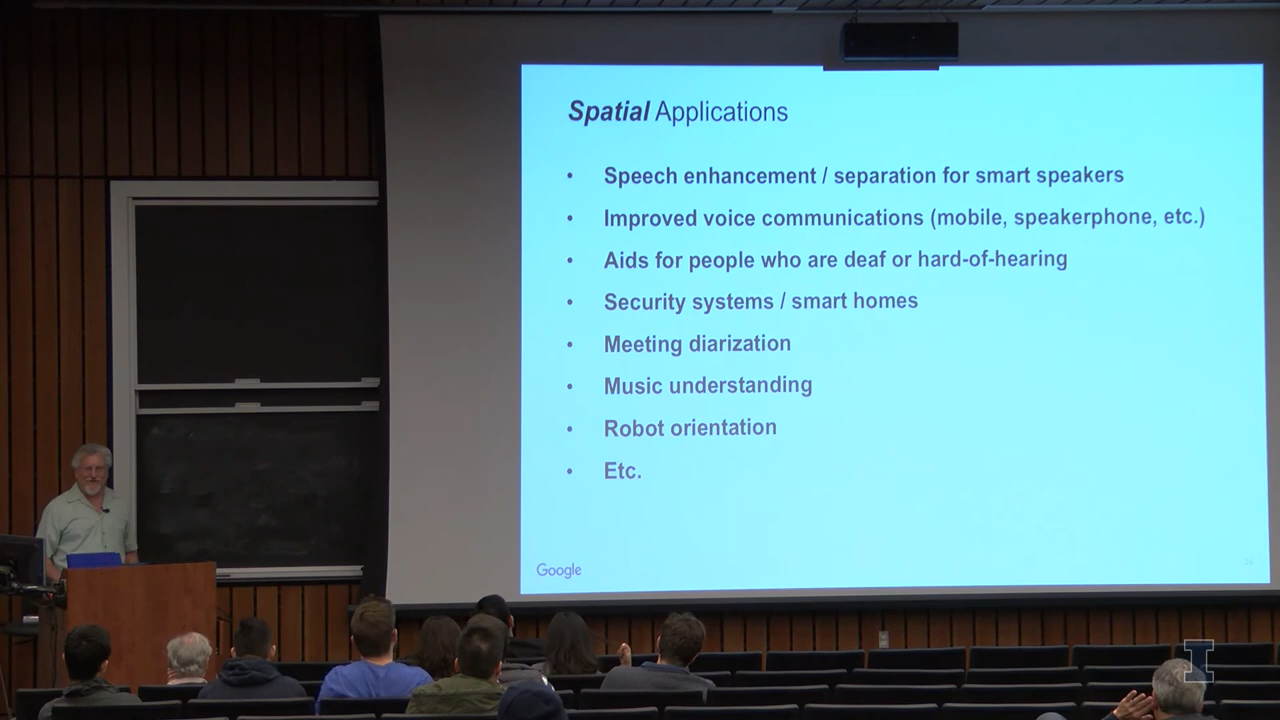 Spatial Applications
• Speech enhancement / separation for smart speakers
• Improved voice communications (mobile, speakerphone, etc.)
• Aids for people who are deaf or hard-of-hearing
• Security systems / smart homes
• Meeting diarization
• Music understanding
• Robot orientation
• Etc.
Google
I